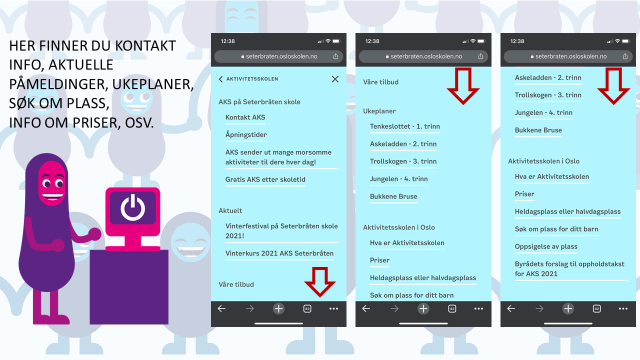 HER FINNER DU KONTAKT
INFO, AKTUELLE
PÅMELDINGER, UKEPLANER,
SØK OM PLASS,
INFO OM PRISER, OSV.
12:38
seterbraten.osloskolen.no
AKTIVITETSSKOLEN
AKS på Seterbråten skole
Kontakt AKS
Åpningstider
AKS sender ut mange morsomme
aktiviteter til dere hver dag!
Gratis AKS etter skoletid
Aktuelt
Vinterfestival på Seterbråten skole
2021!
Vinterkurs 2021 AKS Seterbråten
Våre tilbud
12:38
seterbraten.osloskolen.no
Våre tilbud
Ukeplaner
Tenkeslottet - 1. trinn
Askeladden - 2. trinn
Trollskogen - 3. trinn
Jungelen - 4. trinn
Bukkene Bruse
Aktivitetsskolen i Oslo
Hva er Aktivitetsskolen
Priser
Heldagsplass eller halvdagsplass
Søk om plass for ditt barn
12:38
seterbraten.osloskolen.no
Askeladden - 2. trinn
Trollskogen - 3. trinn
Jungelen - 4. trinn
Bukkene Bruse
Aktivitetsskolen i Oslo
Hva er Aktivitetsskolen
Priser
Heldagsplass eller halvdagsplass
Søk om plass for ditt barn
Oppsigelse av plass
Byrådets forslag til oppholdstakst
for AKS 2021